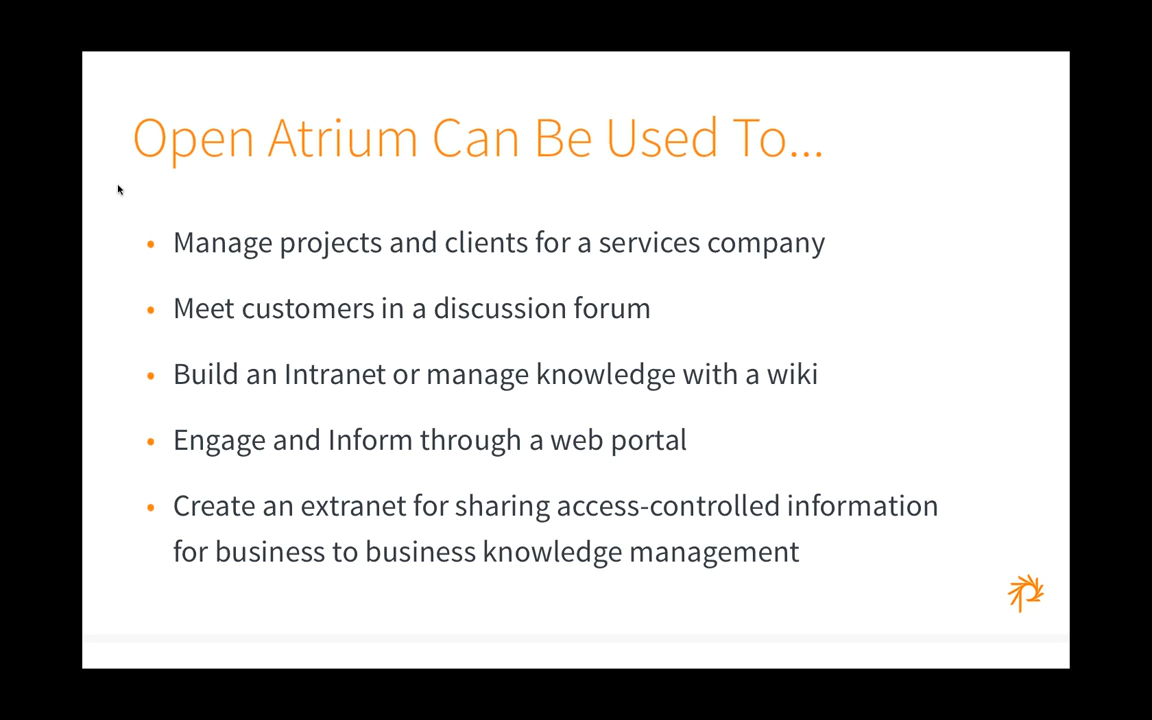 Open Atrium Can Be Used To...
• Manage projects and clients for a services company
• Meet customers in a discussion forum
• Build an Intranet or manage knowledge with a wiki
• Engage and Inform through a web portal
• Create an extranet for sharing access-controlled information
for business to business knowledge management